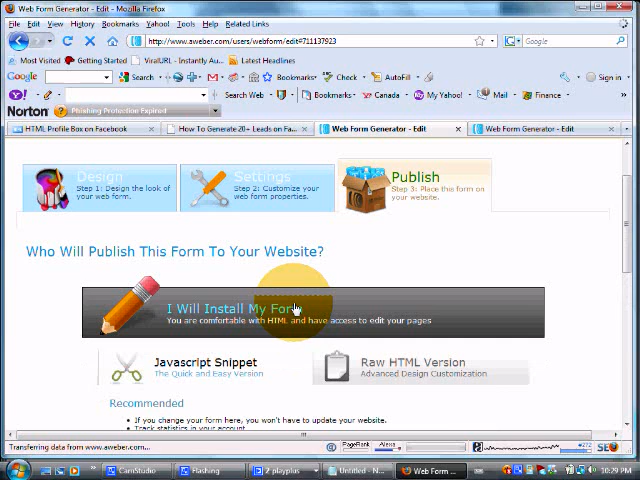 Web Form Generator - Edit - Mozilla Firefox
File Edit View History Bookmarks Yahoo! Tools Help Related Links
http://www.aweber.com/users/webform/edit#711137923
Google
Most Visited Getting Started ViralURL - Instantly Au... Latest Headlines
Google Search Bookmarks Check AutoFill Sign in
Y! Search Web Bookmarks Canada My Yahoo! Mail Finance
Norton Phishing Protection Expired
HTML Profile Box on Facebook How To Generate 20+ Leads on Fa... Web Form Generator - Edit Web Form Generator - Edit
Design Settings Publish
Step 1: Design the look of Step 2: Customize your Step 3: Place this form on
your web form. web form properties. your website.
Who Will Publish This Form To Your Website?
I Will Install My Form
You are comfortable with HTML and have access to edit your pages
Javascript Snippet Raw HTML Version
The Quick and Easy Version Advanced Design Customization
Recommended
If you change your form here, you won't have to update your website.
Track statistics in your account.
Transferring data from www.aweber.com... PageRank Alexa #272 SEO
CamStudio Flashing 2 playplus Untitled - N... Web Form ... 10:29 PM